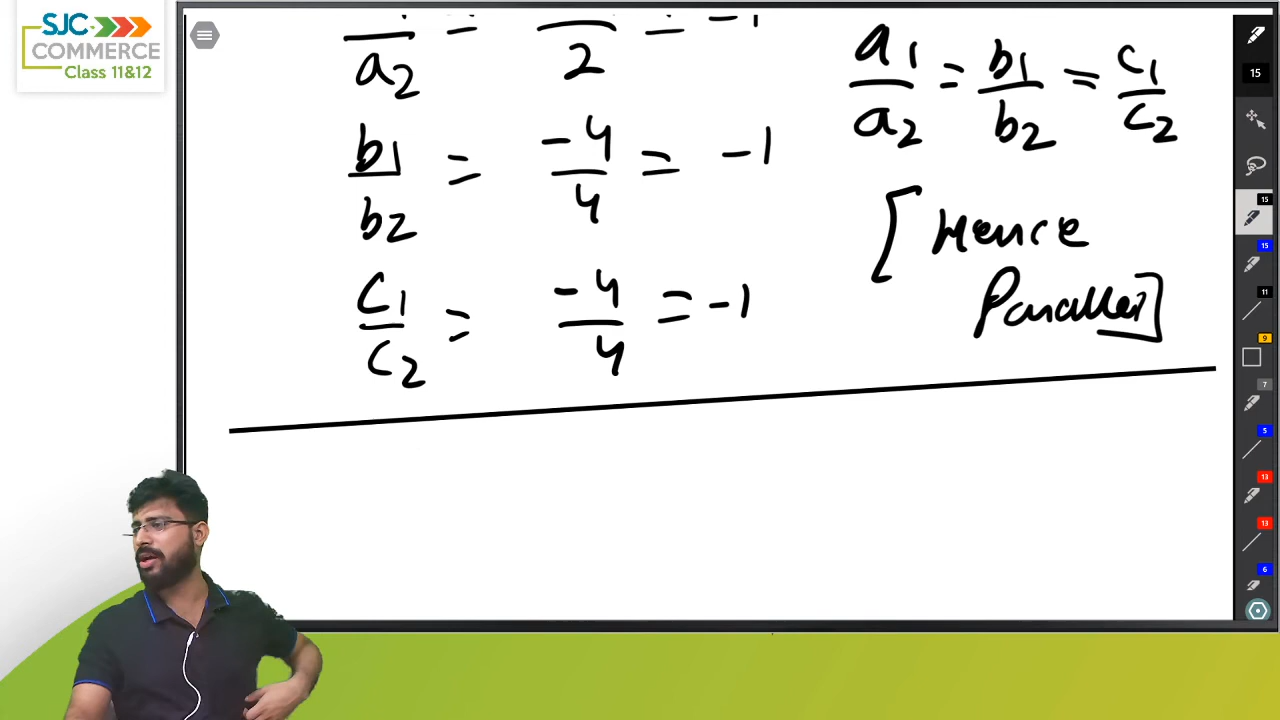 SJC
COMMERCE
Class 11&12
a2 = 2 = -1
b1/b2 = -4/4 = -1
c1/c2 = -4/4 = -1
a1/a2 = b1/b2 = c1/c2
[Hence
Parallel]
15
15
15
11
9
7
5
13
13
6